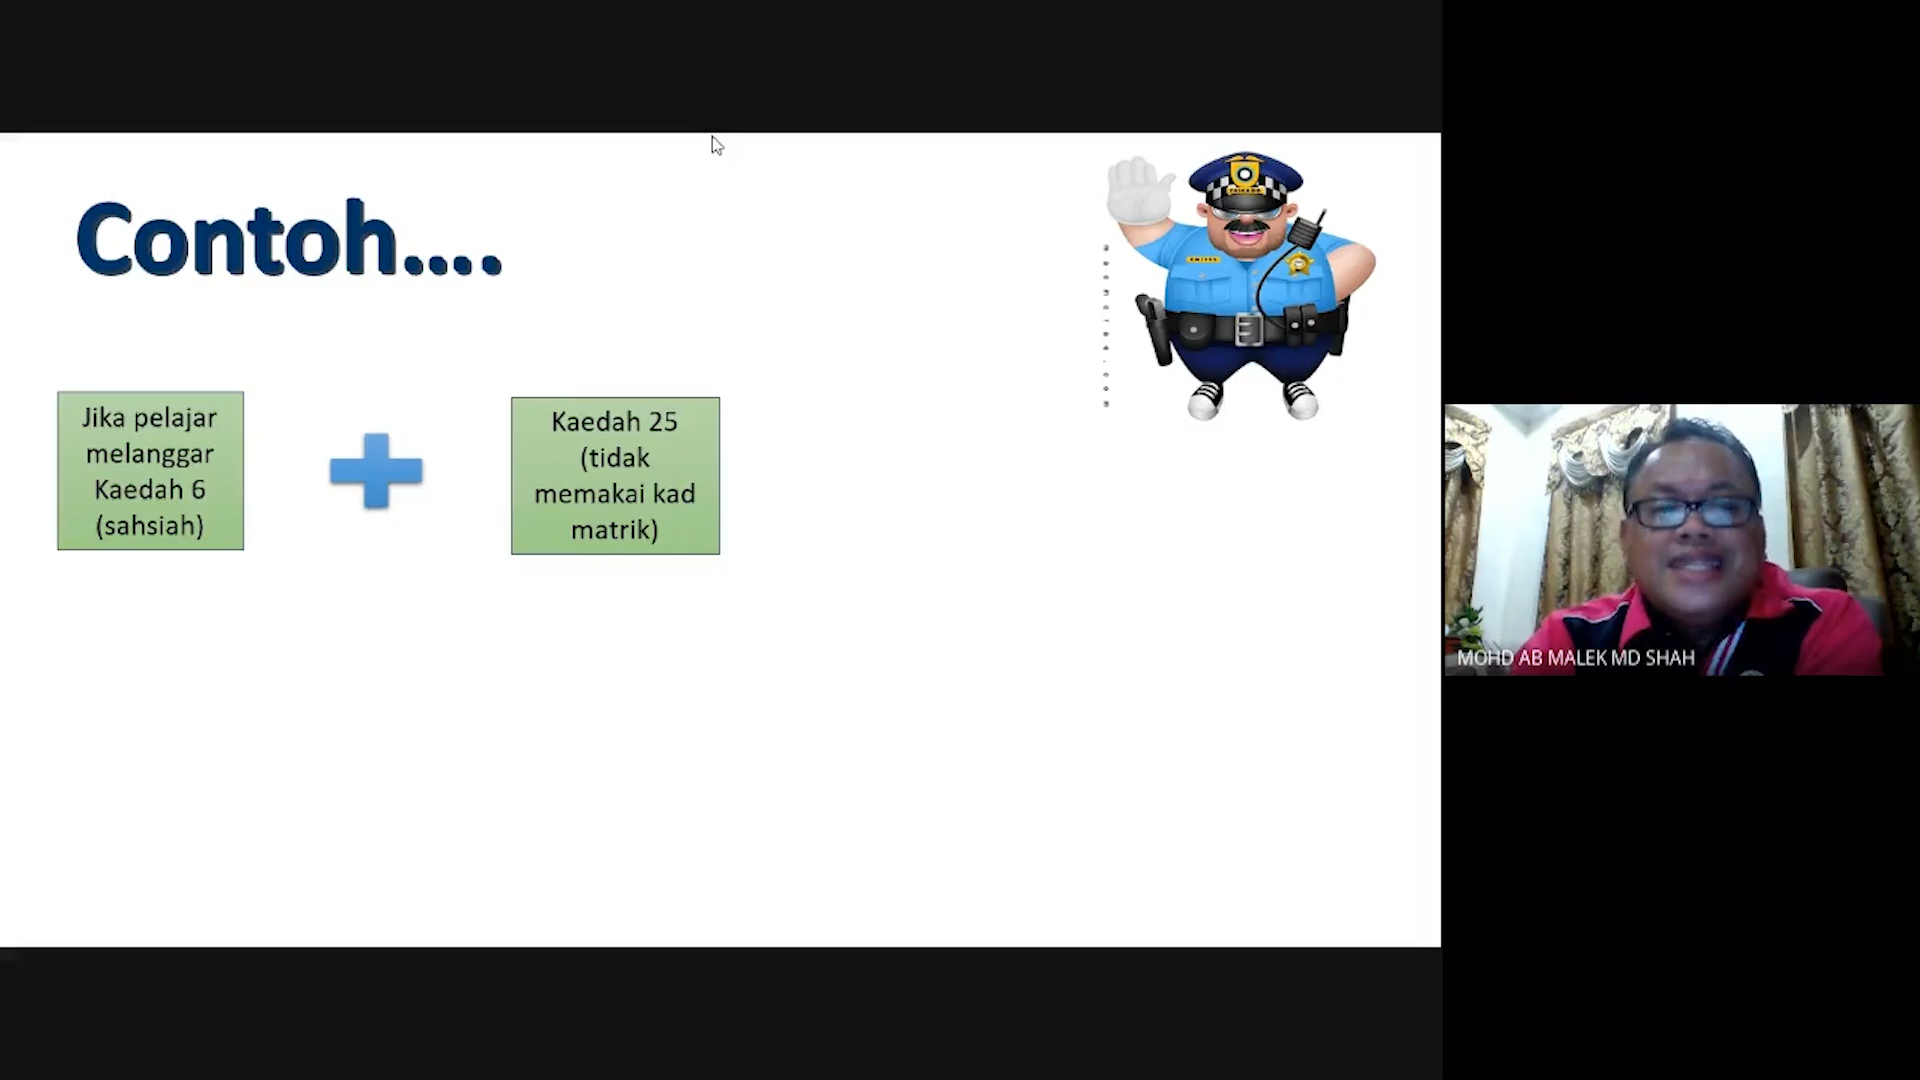 Contoh....
Jika pelajar
melanggar
Kaedah 6
(sahsiah)
Kaedah 25
(tidak
memakai kad
matrik)
MOHD AB MALEK MD SHAH